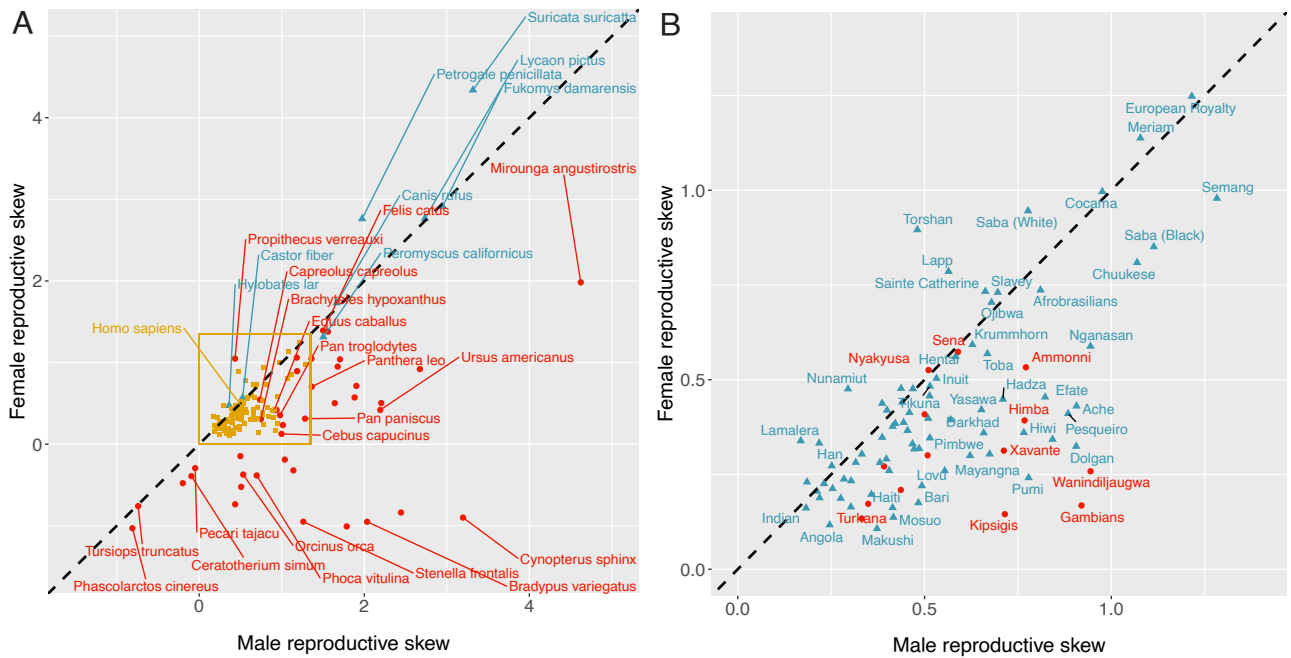 A
Suricata suricatta
Lycaon pictus
Petrogale penicillata
Fukomys damarensis
Mirounga angustirostris
Canis rufus
Felis catus
Propithecus verreauxi
Castor fiber
Peromyscus californicus
Capreolus capreolus
Hylobates lar
Brachyteles hypoxanthus
Homo sapiens
Equus caballus
Pan troglodytes
Panthera leo
Ursus americanus
Pan paniscus
Cebus capucinus
Pecari tajacu
Tursiops truncatus
Orcinus orca
Ceratotherium simum
Cynopterus sphinx
Stenella frontalis
Phoca vitulina
Phascolarctos cinereus
Bradypus variegatus
4
2
0
0
2
4
Female reproductive skew
Male reproductive skew
B
European Royalty
Meriam
Semang
Cocama
Saba (White)
Torshan
Saba (Black)
Lapp
Chuukese
Sainte Catherine
Slavey
Afrobrasilians
Ojibwa
Krummhorn
Nganasan
Sena
Nyakyusa
Hentai
Toba
Ammonni
Nunamiut
Inuit
Hadza
Efate
Tikuna
Yasawa
Himba
Ache
Darkhad
Hiwi
Pesqueiro
Lamalera
Pimbwe
Xavante
Han
Dolgan
Lovu
Mayangna
Pumi
Wanindiljaugwa
Haiti
Bari
Indian
Turkana
Mosuo
Kipsigis
Gambians
Angola
Makushi
1.0
0.5
0.0
0.0
0.5
1.0
Female reproductive skew
Male reproductive skew